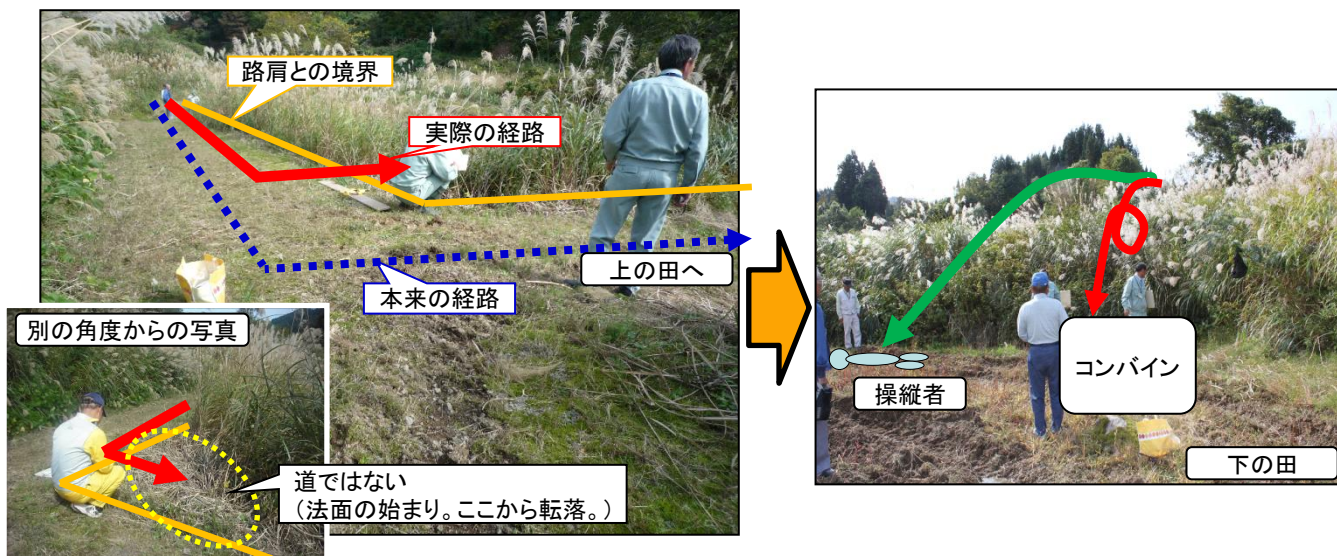 路肩との境界
実際の経路
上の田へ
本来の経路
別の角度からの写真
道ではない
(法面の始まり。ここから転落。)
操縦者
コンバイン
下の田